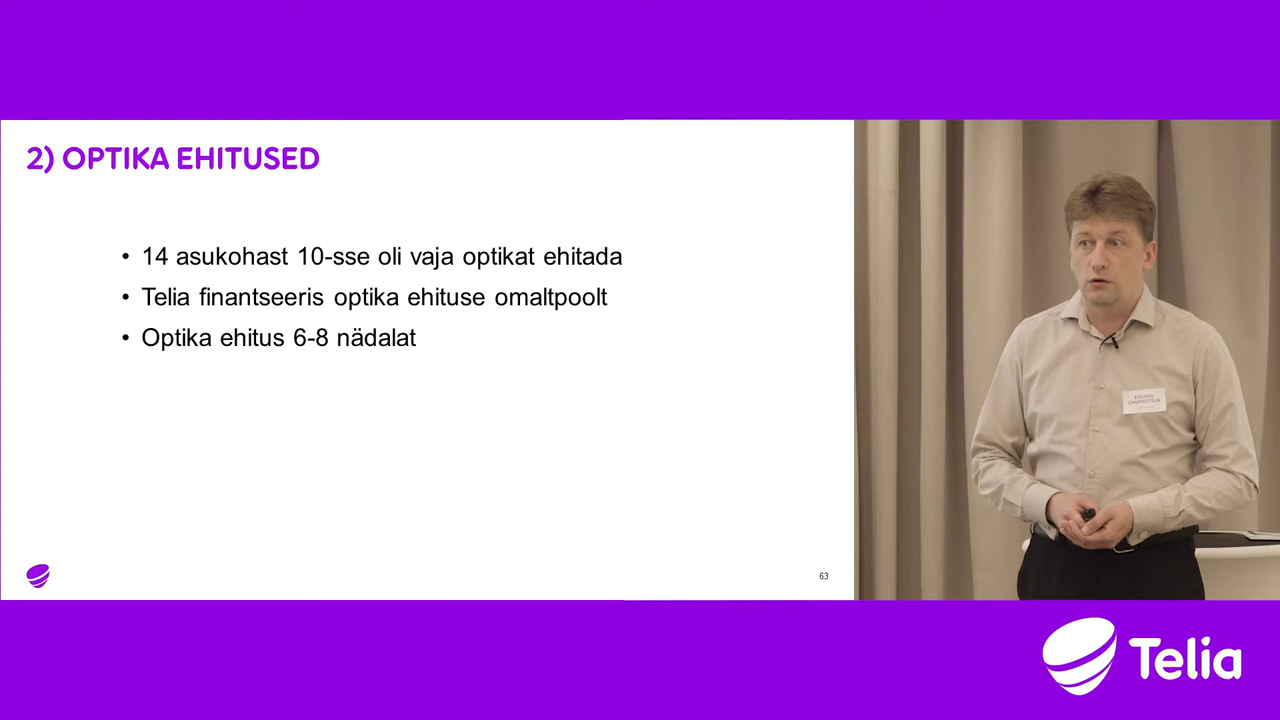 2) OPTIKA EHITUSED
• 14 asukohast 10-sse oli vaja optikat ehitada
• Telia finantseeris optika ehituse omaltpoolt
• Optika ehitus 6-8 nädalat
63
Telia